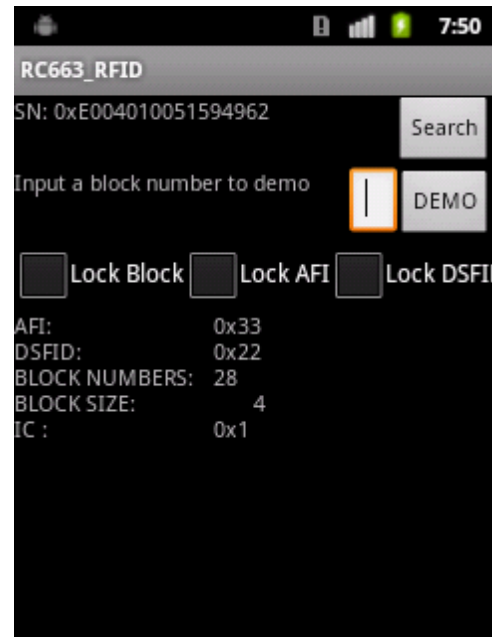 7:50
RC663_RFID
SN: 0xE004010051594962
Search
Input a block number to demo
DEMO
Lock Block Lock AFI Lock DSFI
AFI: 0x33
DSFID: 0x22
BLOCK NUMBERS: 28
BLOCK SIZE: 4
IC : 0x1